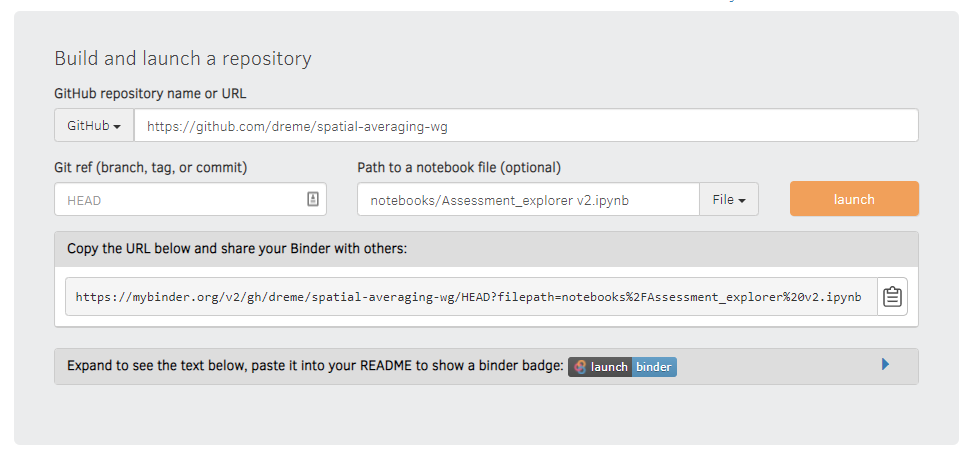 Build and launch a repository
GitHub repository name or URL
GitHub
https://github.com/dreme/spatial-averaging-wg
Git ref (branch, tag, or commit)
Path to a notebook file (optional)
HEAD
notebooks/Assessment_explorer v2.ipynb
File
launch
Copy the URL below and share your Binder with others:
https://mybinder.org/v2/gh/dreme/spatial-averaging-wg/HEAD?filepath=notebooks%2FAssessment_explorer%20v2.ipynb
Expand to see the text below, paste it into your README to show a binder badge:
launch binder